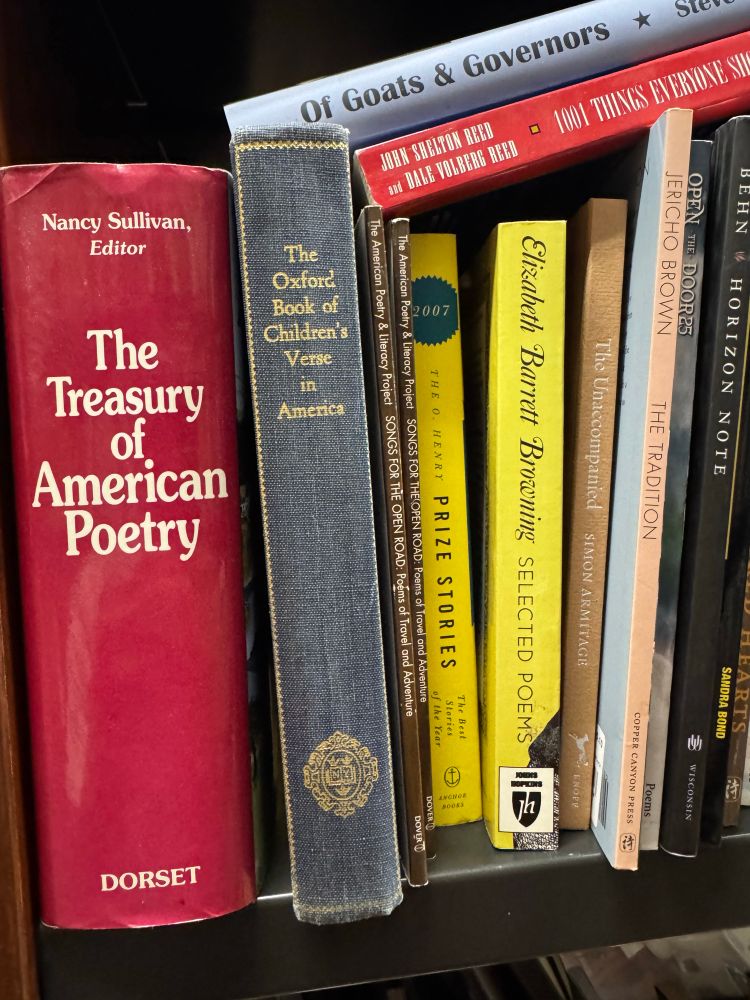 Of Goats & Governors ★ Steve
JOHN SHELTON REED
and DALE VOLBERG REED
1001 THINGS EVERYONE SHO
Nancy Sullivan,
Editor
The
Treasury
of
American
Poetry
DORSET
The
Oxford
Book of
Children's
Verse
in
America
The American Poetry & Literacy Project SONGS FOR THE OPEN ROAD: Poems of Travel and Adventure DOVER
The American Poetry & Literacy Project SONGS FOR THE OPEN ROAD: Poems of Travel and Adventure DOVER
2007
THE O. HENRY
PRIZE STORIES
The Best
Stories
of the Year
ANCHOR
BOOKS
Elizabeth Barrett Browning SELECTED POEMS
JOHNS
HOPKINS
jh
The Unaccompanied SIMON ARMITAGE
KNOPF
JERICHO BROWN THE TRADITION
COPPER CANYON PRESS
OPEN THE DOOR
Poems
BEHN HORIZON NOTE
WISCONSIN
SANDRA BOND
HEARTS